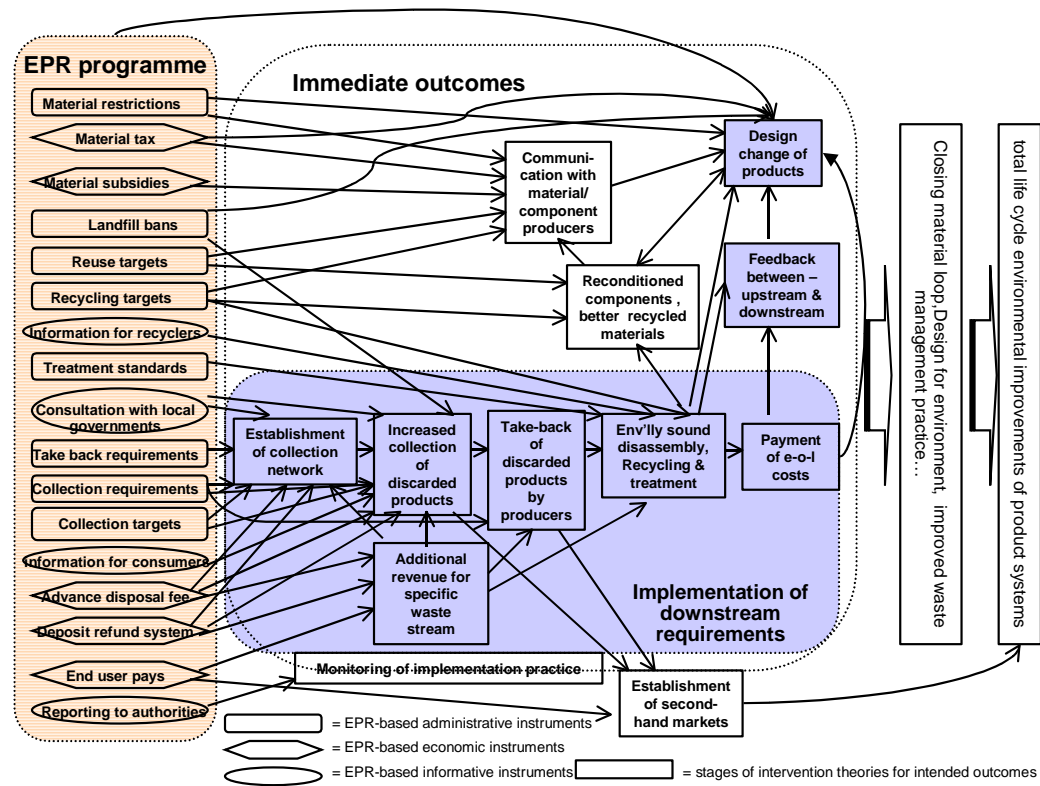 EPR programme
Material restrictions
Material tax
Material subsidies
Landfill bans
Reuse targets
Recycling targets
Information for recyclers
Treatment standards
Consultation with local
governments
Take back requirements
Collection requirements
Collection targets
Information for consumers
Advance disposal fee
Deposit refund system
End user pays
Reporting to authorities
Immediate outcomes
Communi-
cation with
material/
component
producers
Design
change of
products
Reconditioned
components ,
better recycled
materials
Feedback
between –
upstream &
downstream
Establishment
of collection
network
Increased
collection
of
discarded
products
Take-back
of
discarded
products
by
producers
Env'lly sound
disassembly,
Recycling &
treatment
Payment
of e-o-l
costs
Additional
revenue for
specific
waste
stream
Implementation of
downstream
requirements
Monitoring of implementation practice
Establishment
of second-
hand markets
Closing material loop,Design for environment, improved waste
management practice…
total life cycle environmental improvements of product systems
= EPR-based administrative instruments
= EPR-based economic instruments
= EPR-based informative instruments
= stages of intervention theories for intended outcomes